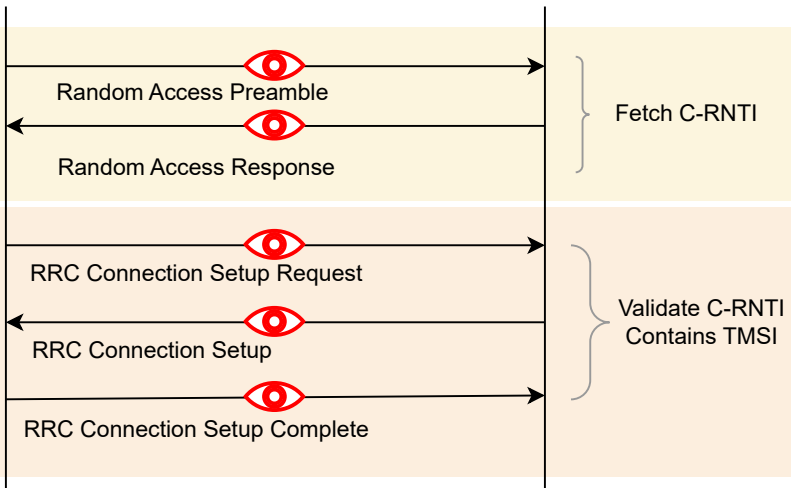 Random Access Preamble
Fetch C-RNTI
Random Access Response
RRC Connection Setup Request
RRC Connection Setup
Validate C-RNTI
Contains TMSI
RRC Connection Setup Complete